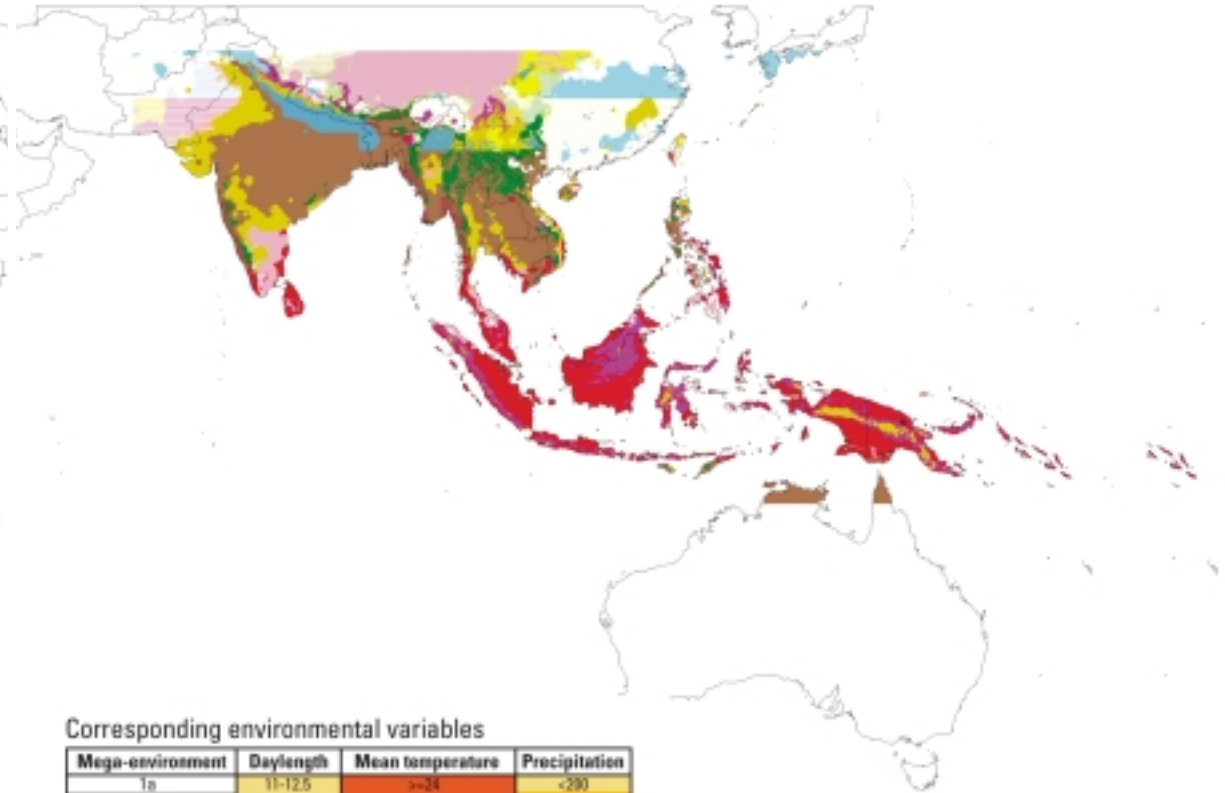 Corresponding environmental variables
Mega-environment Daylength Mean temperature Precipitation
1a 11-12.5 >=24 <200